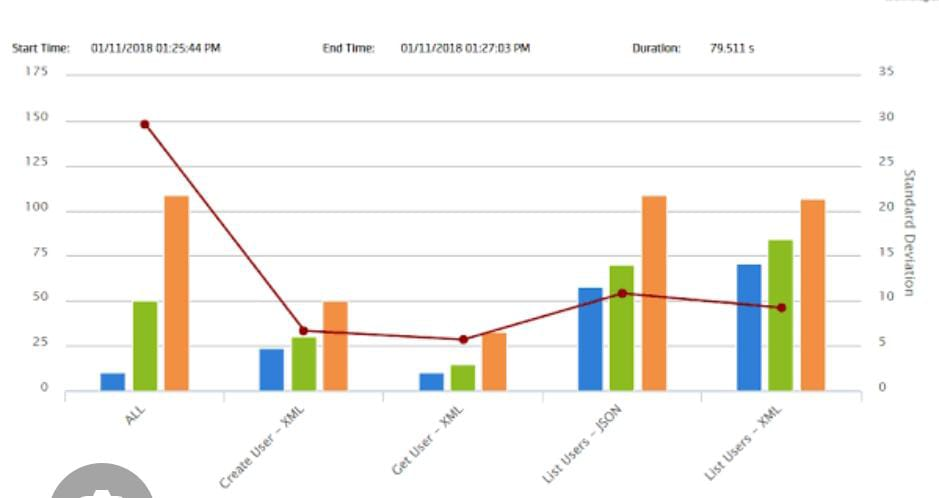 Start Time: 01/11/2018 01:25:44 PM End Time: 01/11/2018 01:27:03 PM Duration: 79.511 s
175 35
150 30
125 25
100 20
75 15
50 10
25 5
0 0
Standard Deviation
ALL
Create User - XML
Get User - XML
List Users - JSON
List Users - XML